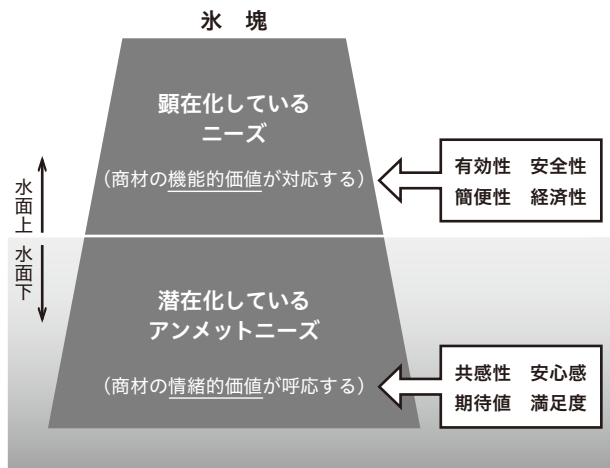 氷　塊
顕在化している
ニーズ
（商材の機能的価値が対応する）
有効性　安全性
簡便性　経済性
水面上
水面下
潜在化している
アンメットニーズ
（商材の情緒的価値が呼応する）
共感性　安心感
期待値　満足度